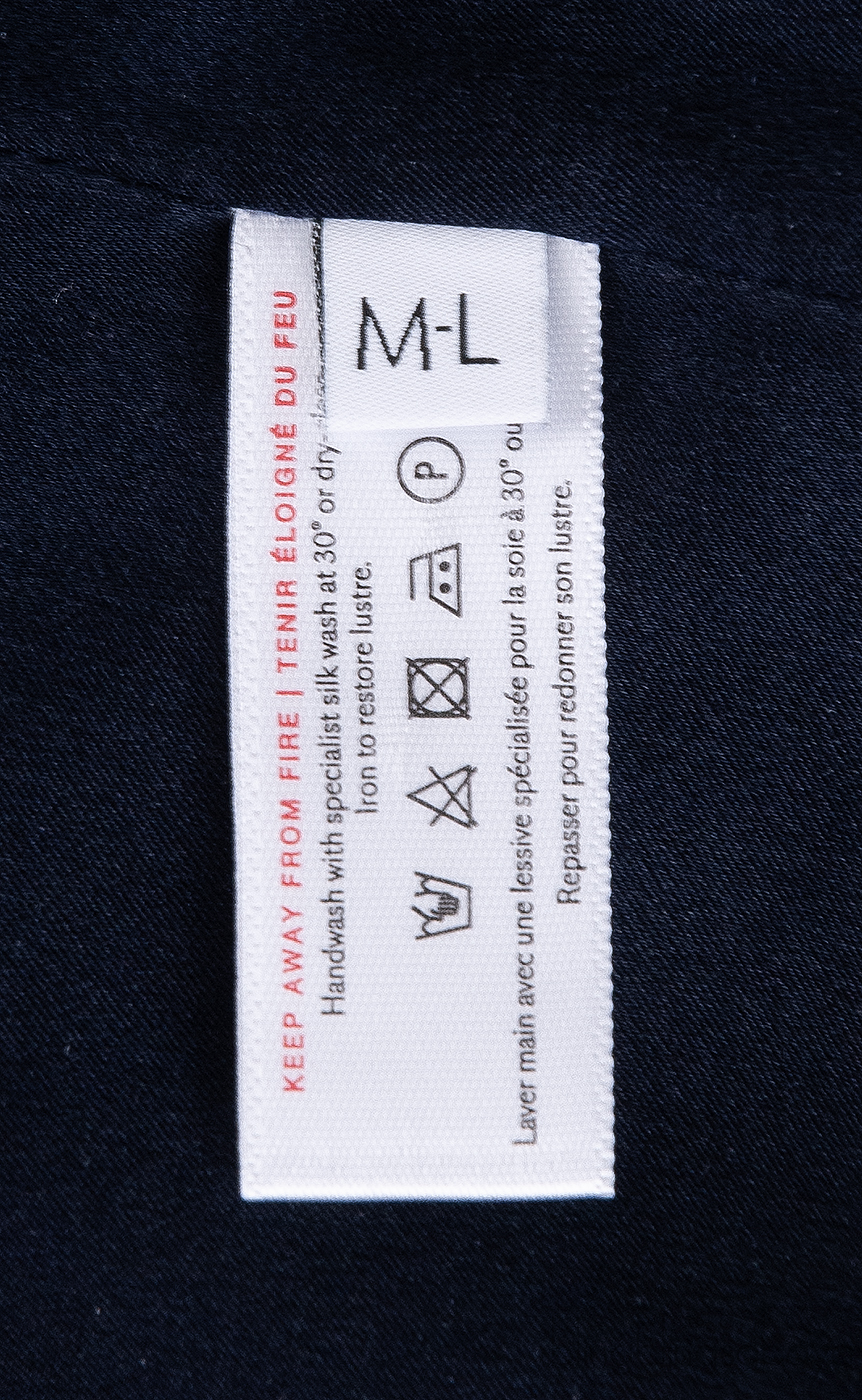 M-L
KEEP AWAY FROM FIRE | TENIR ÉLOIGNÉ DU FEU
Handwash with specialist silk wash at 30° or dry-
Iron to restore lustre.
P
Laver main avec une lessive spécialisée pour la soie à 30° ou
Repasser pour redonner son lustre.